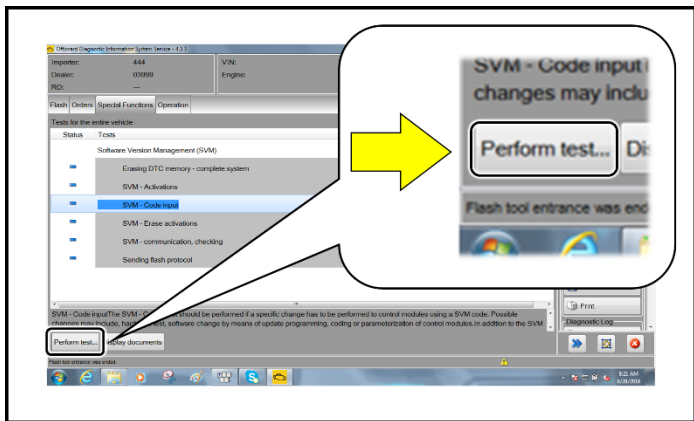 Offboard Diagnostic Information System Service - 4.3.3
Importer: 444 VIN:
Dealer: 03999 Engine:
RO: ---
Flash Orders Special Functions Operation
Tests for the entire vehicle
Status Tests
Software Version Management (SVM)
Erasing DTC memory - complete system
SVM - Activations
SVM - Code input
SVM - Erase activations
SVM - communication, checking
Sending flash protocol
SVM - Code inputThe SVM - C should be performed if a specific change has to be performed to control modules using a SVM code. Possible
changes may include, hard test, software change by means of update programming, coding or parameterization of control modules.In addition to the SVM
Perform test... Display documents
Flash tool entrance was ended.
Print
Diagnostic Log
5:21 AM
6/28/2018
SVM - Code input
changes may inclu
Perform test... Di
Flash tool entrance was end